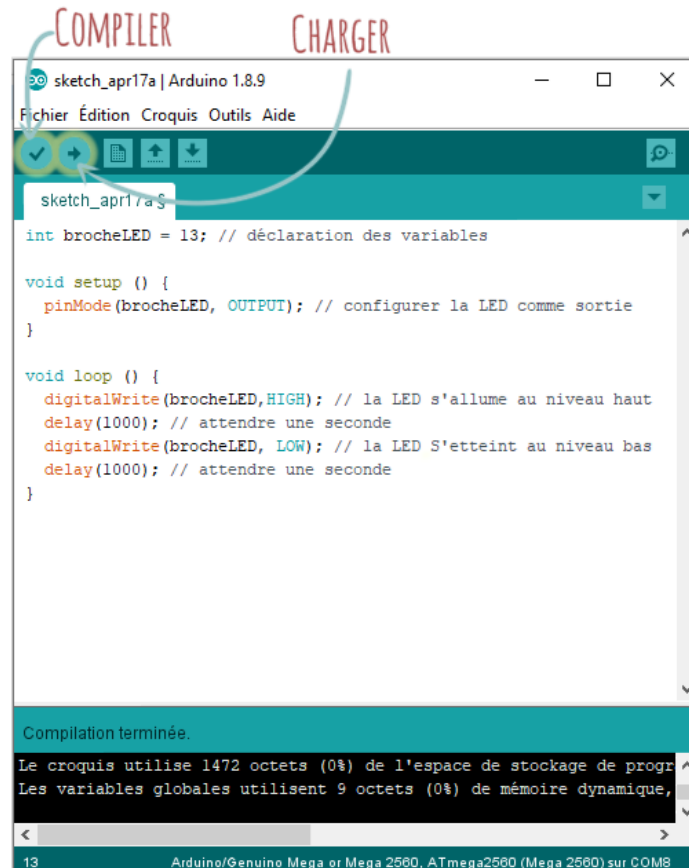 COMPILER
CHARGER
sketch_apr17a | Arduino 1.8.9
Fichier Édition Croquis Outils Aide
sketch_apr17a §
int brocheLED = 13; // déclaration des variables
void setup () {
pinMode(brocheLED, OUTPUT); // configurer la LED comme sortie
}
void loop () {
digitalWrite(brocheLED,HIGH); // la LED s'allume au niveau haut
delay(1000); // attendre une seconde
digitalWrite(brocheLED, LOW); // la LED S'etteint au niveau bas
delay(1000); // attendre une seconde
}
Compilation terminée.
Le croquis utilise 1472 octets (0%) de l'espace de stockage de progr
Les variables globales utilisent 9 octets (0%) de mémoire dynamique,
13 Arduino/Genuino Mega or Mega 2560, ATmega2560 (Mega 2560) sur COM8